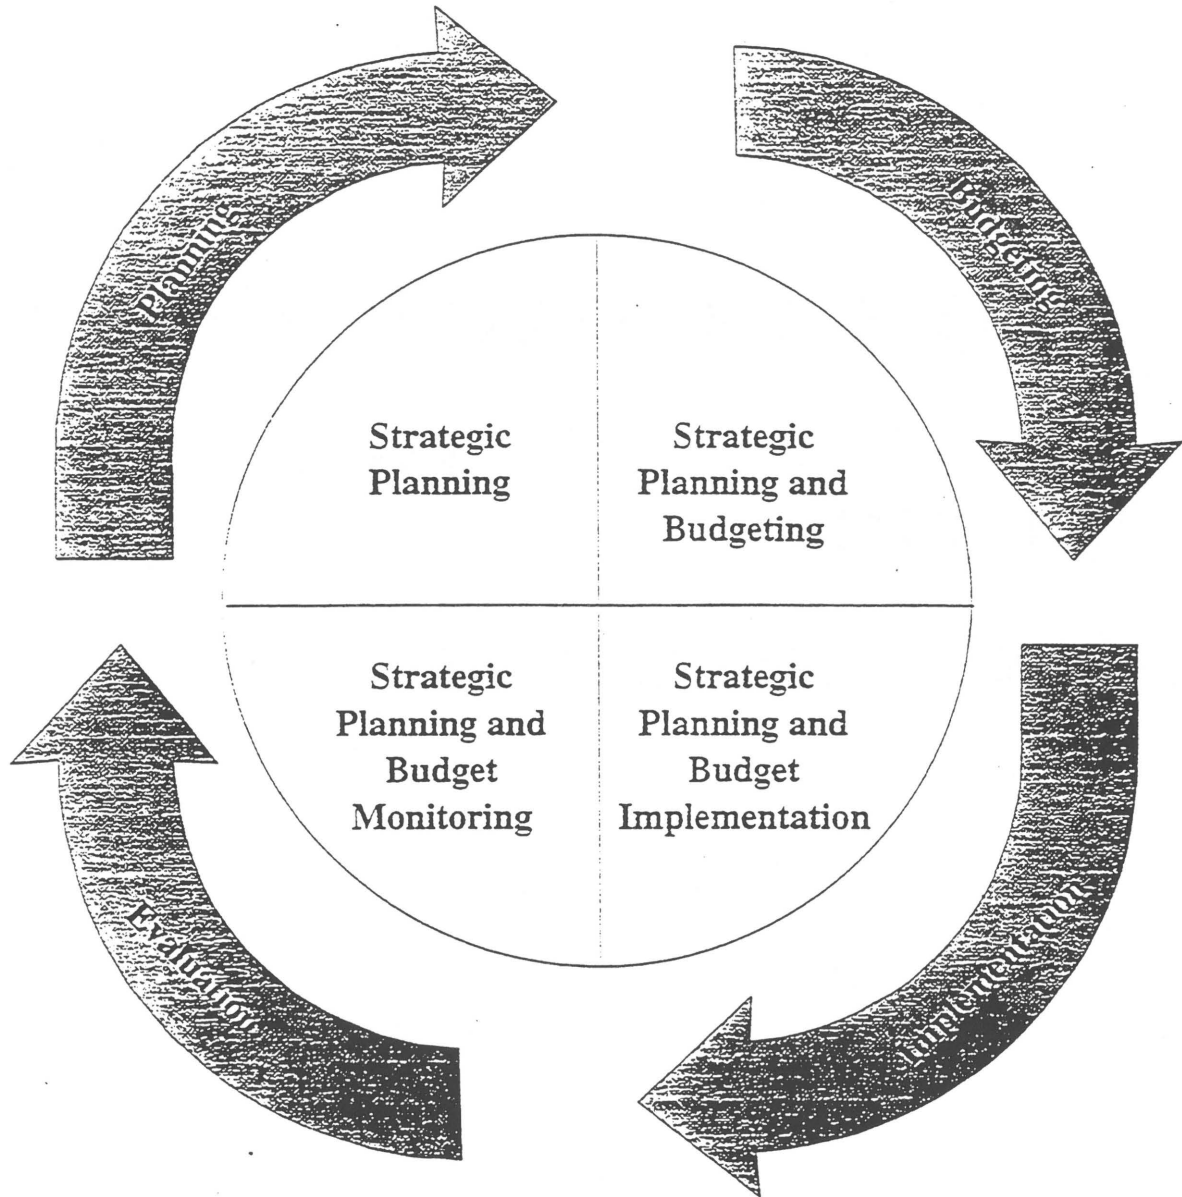 Planning
Budgeting
Strategic
Planning
Strategic
Planning and
Budgeting
Strategic
Planning and
Budget
Monitoring
Strategic
Planning and
Budget
Implementation
Evaluation
Implementation